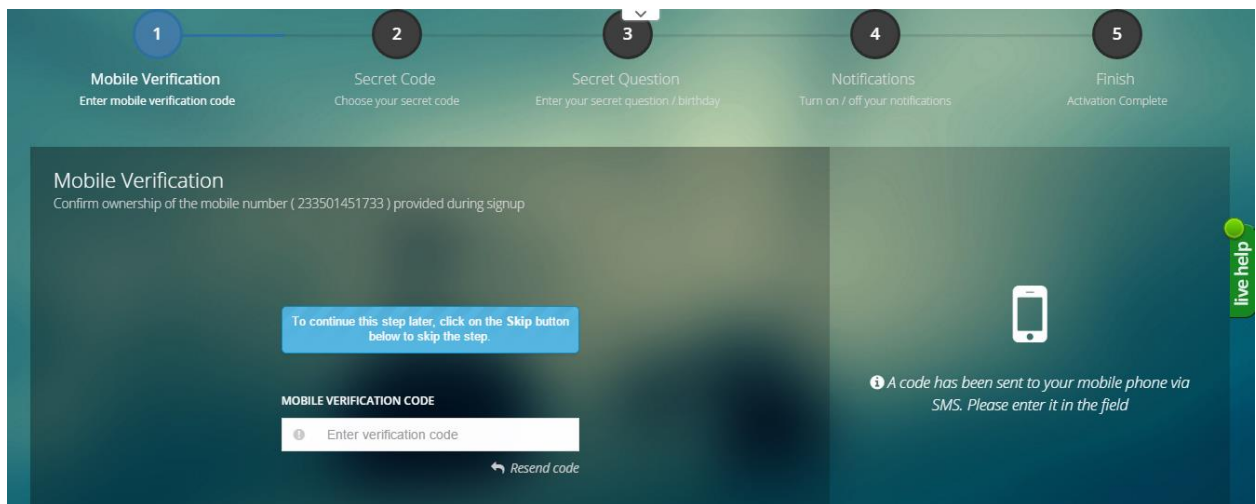 1
2
3
4
5
Mobile Verification
Secret Code
Secret Question
Notifications
Finish
Enter mobile verification code
Choose your secret code
Enter your secret question / birthday
Turn on / off your notifications
Activation Complete
Mobile Verification
Confirm ownership of the mobile number ( 233501451733 ) provided during signup
live help
To continue this step later, click on the Skip button
below to skip the step.
A code has been sent to your mobile phone via
SMS. Please enter it in the field
MOBILE VERIFICATION CODE
Enter verification code
Resend code